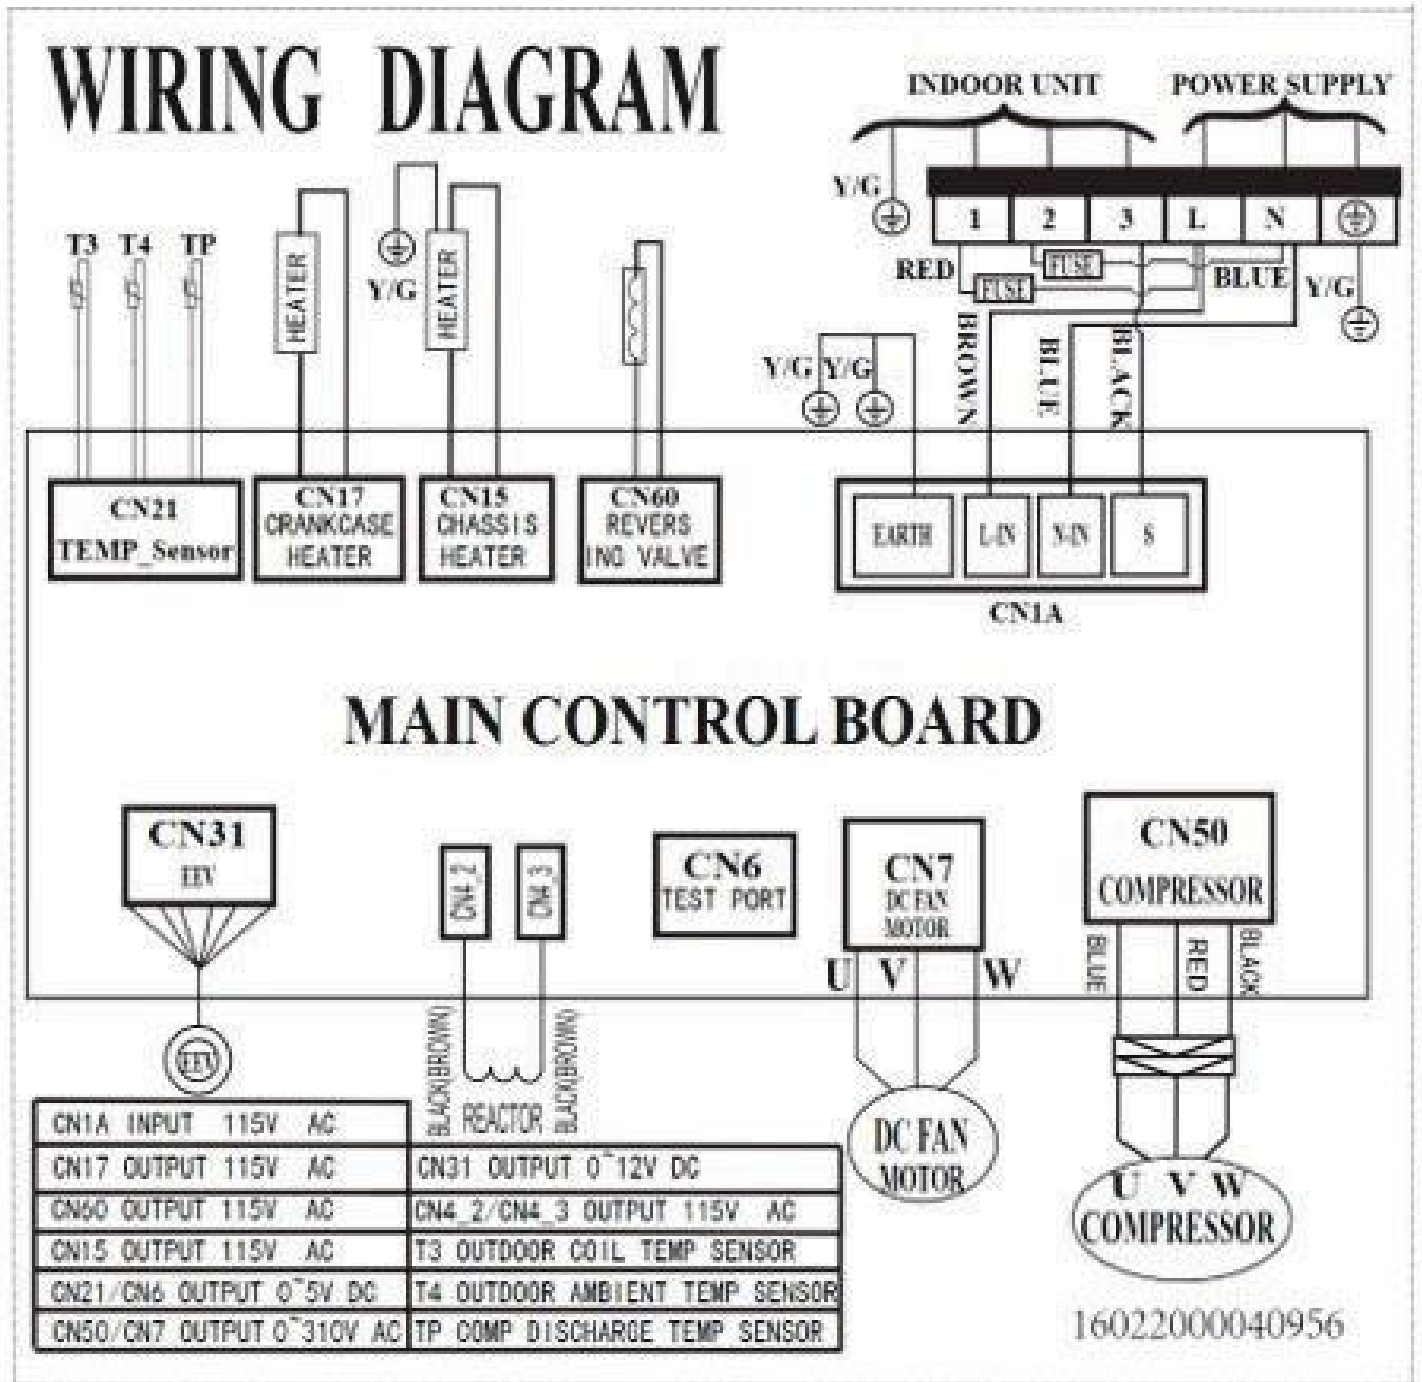 WIRING DIAGRAM
INDOOR UNIT
POWER SUPPLY
Y/G
1 2 3 L N
RED
FUSE
FUSE
BLUE
Y/G
T3 T4 TP
HEATER
Y/G
HEATER
Y/G Y/G
BROWN
BLUE
BLACK
CN21
TEMP_Sensor
CN17
CRANKCASE
HEATER
CN15
CHASSIS
HEATER
CN60
REVERS
ING VALVE
EARTH
L-IN
N-IN
S
CN1A
MAIN CONTROL BOARD
CN31
EEV
CN4_2
CN4_3
CN6
TEST PORT
CN7
DC FAN
MOTOR
CN50
COMPRESSOR
U V W
BLUE
RED
BLACK
EEV
BLACK(BROWN)
REACTOR
BLACK(BROWN)
DC FAN
MOTOR
U V W
COMPRESSOR
CN1A INPUT 115V AC
CN17 OUTPUT 115V AC
CN31 OUTPUT 0~12V DC
CN60 OUTPUT 115V AC
CN4_2/CN4_3 OUTPUT 115V AC
CN15 OUTPUT 115V AC
T3 OUTDOOR COIL TEMP SENSOR
CN21/CN6 OUTPUT 0~5V DC
T4 OUTDOOR AMBIENT TEMP SENSOR
CN50/CN7 OUTPUT 0~310V AC
TP COMP DISCHARGE TEMP SENSOR
16022000040956